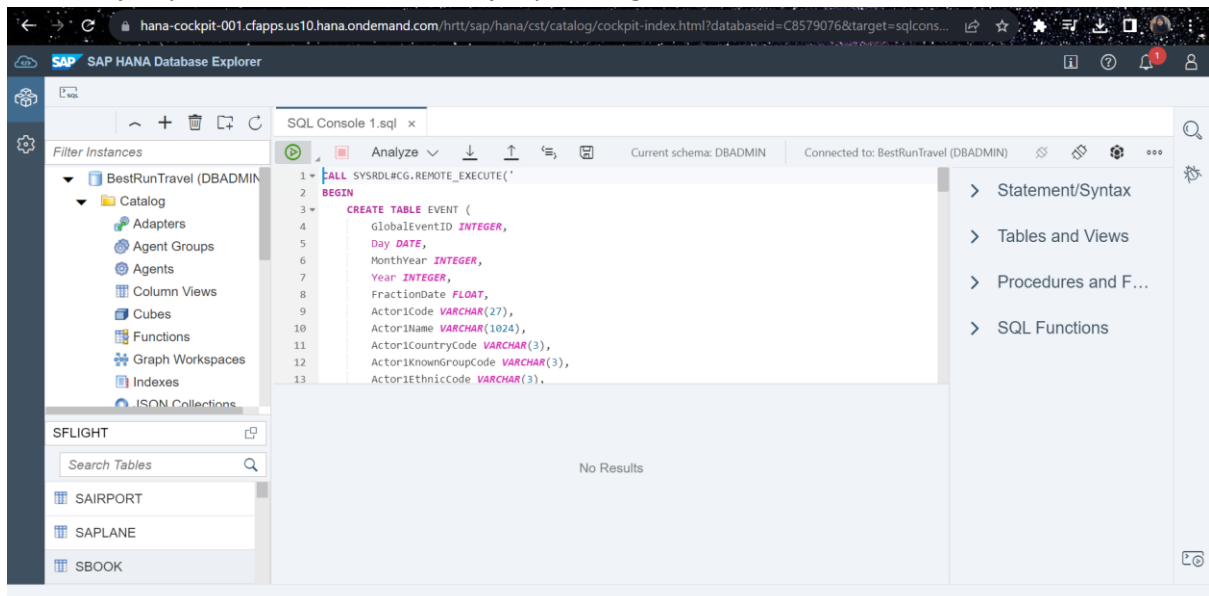 hana-cockpit-001.cfapps.us10.hana.ondemand.com/hrtt/sap/hana/cst/catalog/cockpit-index.html?databaseid=C8579076&target=sqlcons...
SAP SAP HANA Database Explorer
1
SQL Console 1.sql ×
Filter Instances
Analyze
Current schema: DBADMIN
Connected to: BestRunTravel (DBADMIN)
BestRunTravel (DBADMIN
Catalog
Adapters
Agent Groups
Agents
Column Views
Cubes
Functions
Graph Workspaces
Indexes
JSON Collections
1 CALL SYSRDL#CG.REMOTE_EXECUTE('
2 BEGIN
3 CREATE TABLE EVENT (
4 GlobalEventID INTEGER,
5 Day DATE,
6 MonthYear INTEGER,
7 Year INTEGER,
8 FractionDate FLOAT,
9 Actor1Code VARCHAR(27),
10 Actor1Name VARCHAR(1024),
11 Actor1CountryCode VARCHAR(3),
12 Actor1KnownGroupCode VARCHAR(3),
13 Actor1EthnicCode VARCHAR(3),
Statement/Syntax
Tables and Views
Procedures and F...
SQL Functions
SFLIGHT
Search Tables
SAIRPORT
SAPLANE
SBOOK
No Results